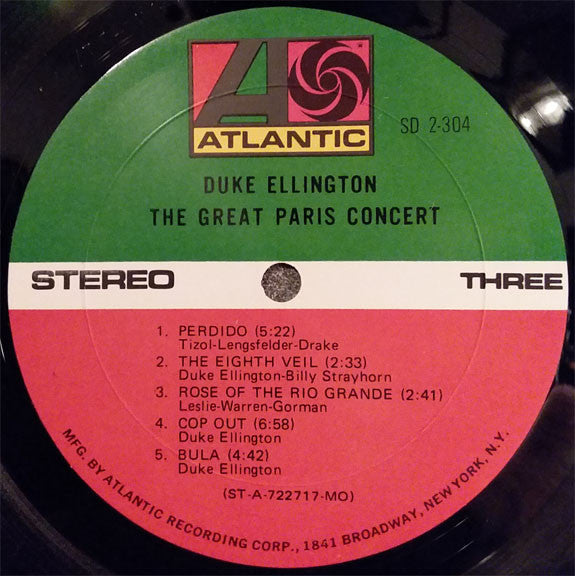 ATLANTIC
SD 2-304
DUKE ELLINGTON
THE GREAT PARIS CONCERT
STEREO
THREE
1. PERDIDO (5:22)
Tizol-Lengsfelder-Drake
2. THE EIGHTH VEIL (2:33)
Duke Ellington-Billy Strayhorn
3. ROSE OF THE RIO GRANDE (2:41)
Leslie-Warren-Gorman
4. COP OUT (6:58)
Duke Ellington
5. BULA (4:42)
Duke Ellington
(ST-A-722717-MO)
MFG. BY ATLANTIC RECORDING CORP., 1841 BROADWAY, NEW YORK, N.Y.